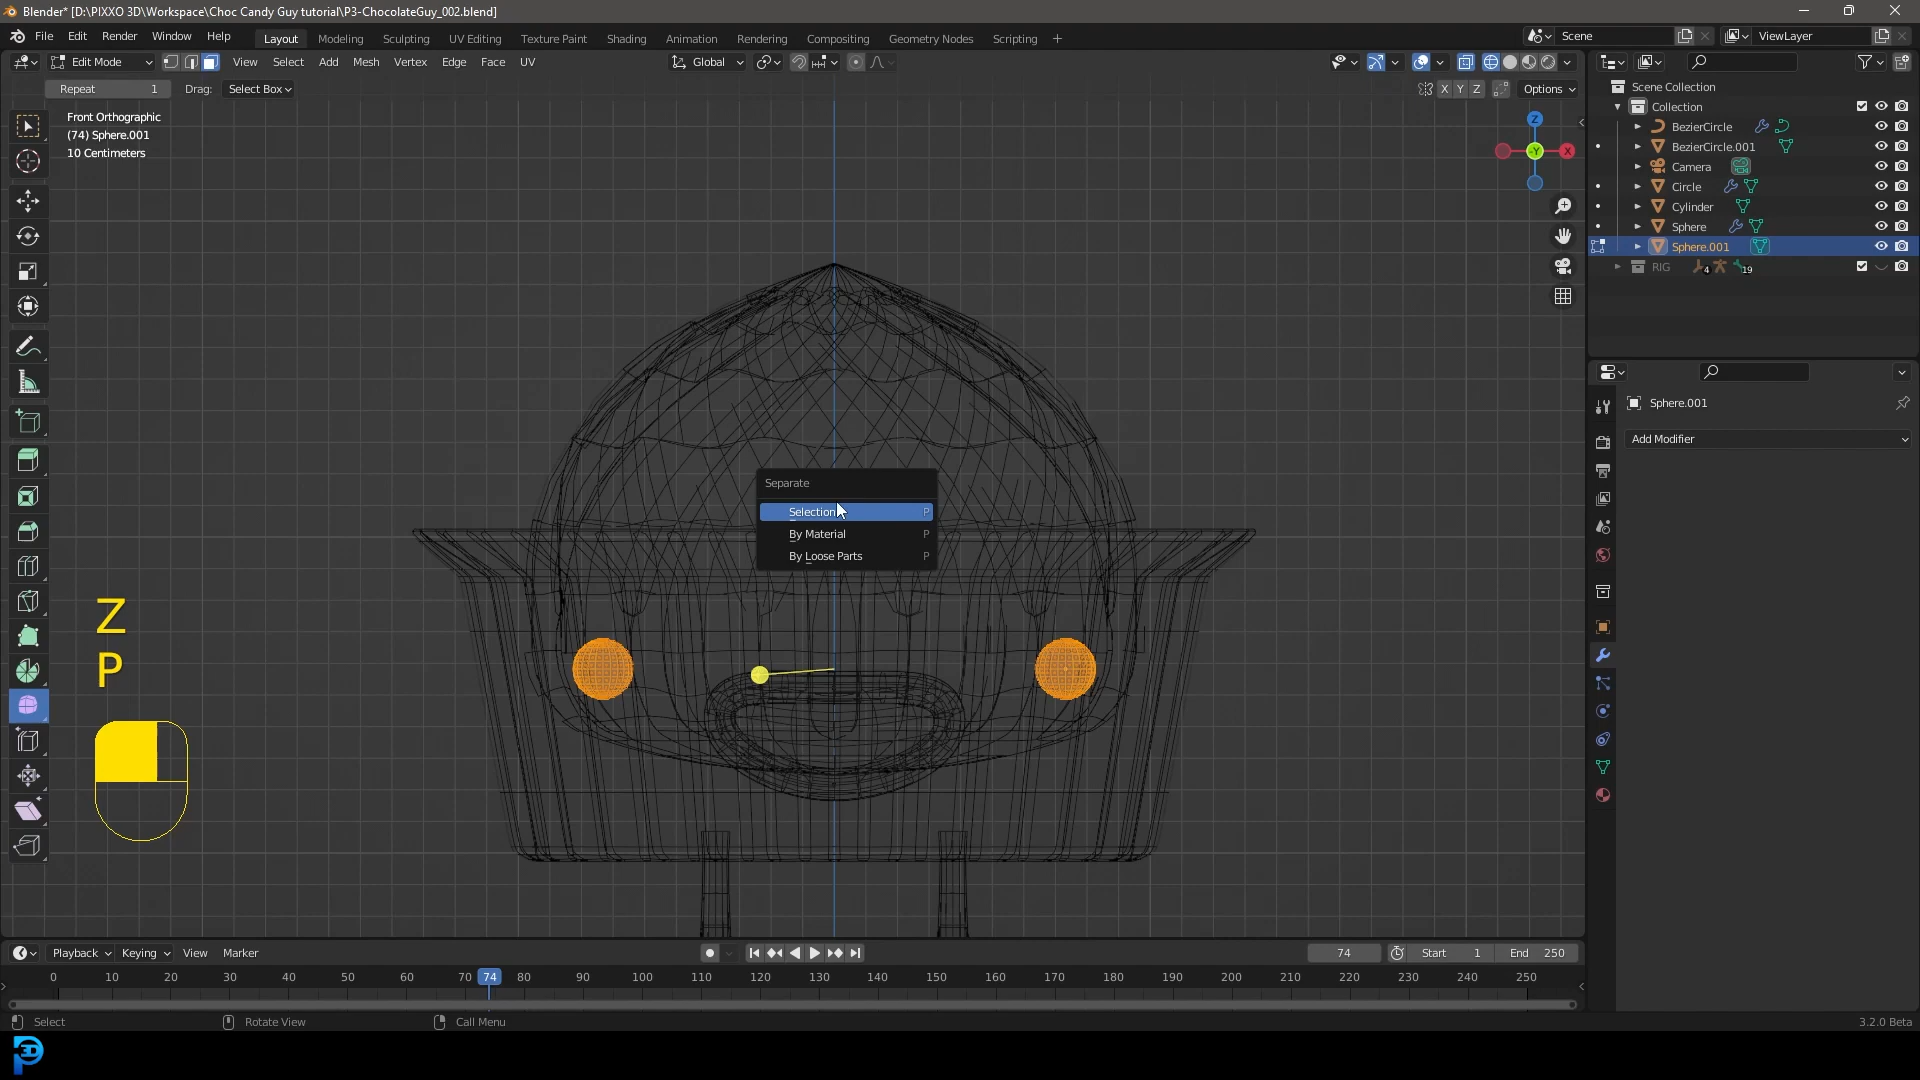 Blender* [D:\PIXXO 3D\Workspace\Choc Candy Guy tutorial\P3-ChocolateGuy_002.blend]
File Edit Render Window Help Layout Modeling Sculpting UV Editing Texture Paint Shading Animation Rendering Compositing Geometry Nodes Scripting + Scene ViewLayer
Edit Mode View Select Add Mesh Vertex Edge Face UV Global
Repeat 1 Drag: Select Box X Y Z Options
Front Orthographic
(74) Sphere.001
10 Centimeters
Z
-Y
X
Scene Collection
Collection
BezierCircle
BezierCircle.001
Camera
Circle
Cylinder
Sphere
Sphere.001
RIG 4 19
Sphere.001
Add Modifier
Separate
Selection P
By Material P
By Loose Parts P
Z
P
Playback Keying View Marker 74 Start 1 End 250
0 10 20 30 40 50 60 70 74 80 90 100 110 120 130 140 150 160 170 180 190 200 210 220 230 240 250
Select Rotate View Call Menu 3.2.0 Beta